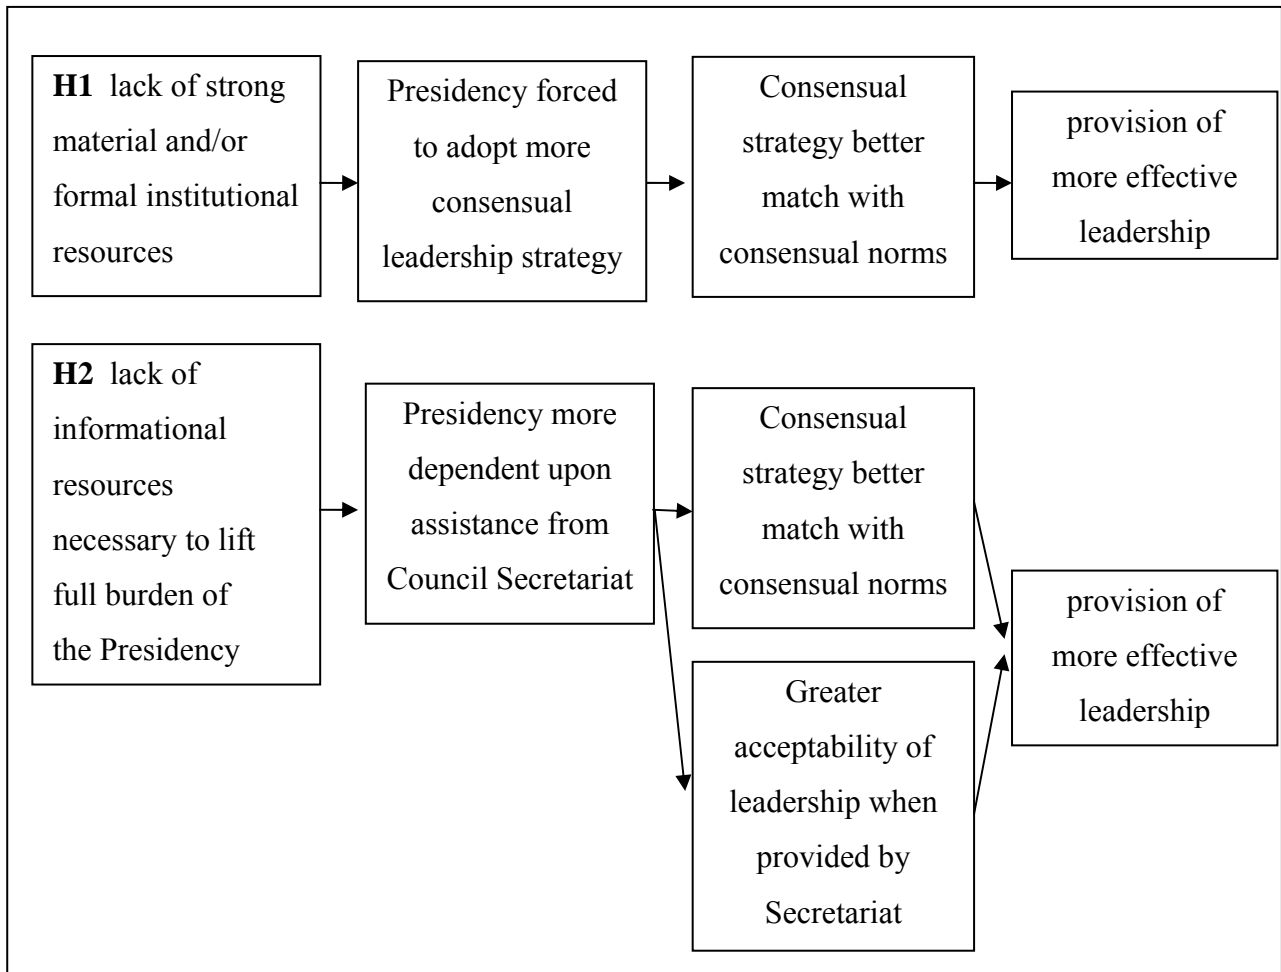 H1 lack of strong
material and/or
formal institutional
resources
Presidency forced
to adopt more
consensual
leadership strategy
Consensual
strategy better
match with
consensual norms
provision of
more effective
leadership
H2 lack of
informational
resources
necessary to lift
full burden of
the Presidency
Presidency more
dependent upon
assistance from
Council Secretariat
Consensual
strategy better
match with
consensual norms
Greater
acceptability of
leadership when
provided by
Secretariat
provision of
more effective
leadership